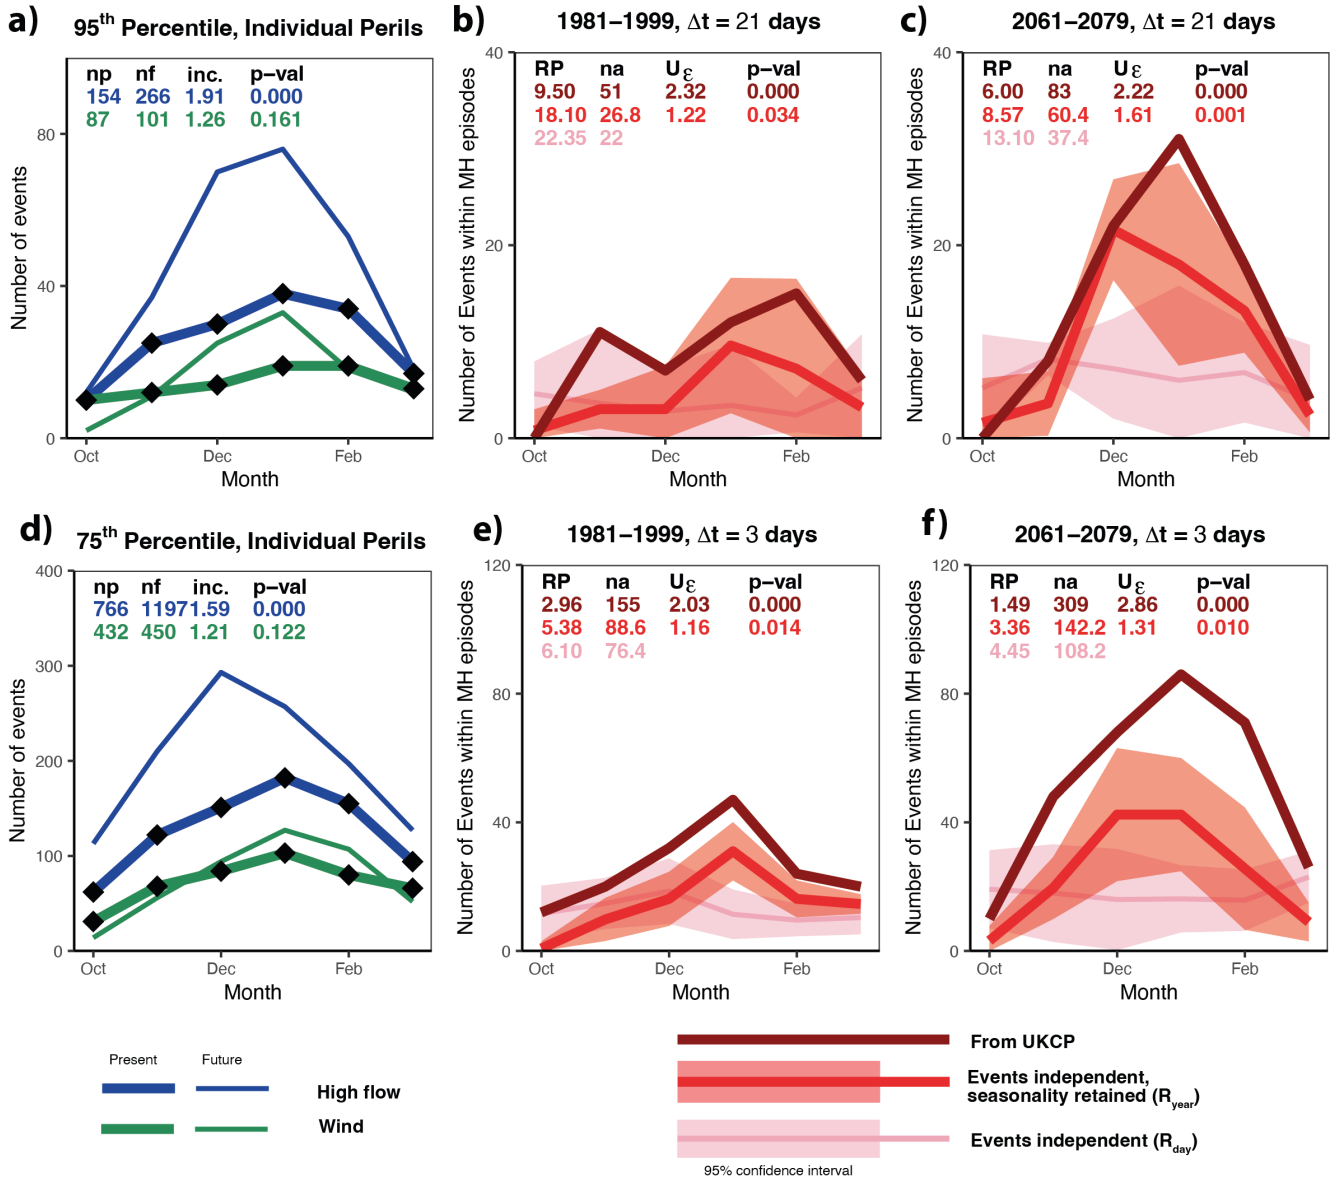 a)
95th Percentile, Individual Perils
np nf inc. p–val
154 266 1.91 0.000
87 101 1.26 0.161
80
40
0
Number of events
Oct Dec Feb
Month
b)
1981–1999, Δt = 21 days
RP na Uε p–val
9.50 51 2.32 0.000
18.10 26.8 1.22 0.034
22.35 22
40
20
0
Number of Events within MH episodes
Oct Dec Feb
Month
c)
2061–2079, Δt = 21 days
RP na Uε p–val
6.00 83 2.22 0.000
8.57 60.4 1.61 0.001
13.10 37.4
40
20
0
Number of Events within MH episodes
Oct Dec Feb
Month
d)
75th Percentile, Individual Perils
np nf inc. p–val
766 1197 1.59 0.000
432 450 1.21 0.122
400
300
200
100
0
Number of events
Oct Dec Feb
Month
e)
1981–1999, Δt = 3 days
RP na Uε p–val
2.96 155 2.03 0.000
5.38 88.6 1.16 0.014
6.10 76.4
120
80
40
0
Number of Events within MH episodes
Oct Dec Feb
Month
f)
2061–2079, Δt = 3 days
RP na Uε p–val
1.49 309 2.86 0.000
3.36 142.2 1.31 0.010
4.45 108.2
120
80
40
0
Number of Events within MH episodes
Oct Dec Feb
Month
Present Future
High flow
Wind
From UKCP
Events independent,
seasonality retained (Ryear)
Events independent (Rday)
95% confidence interval